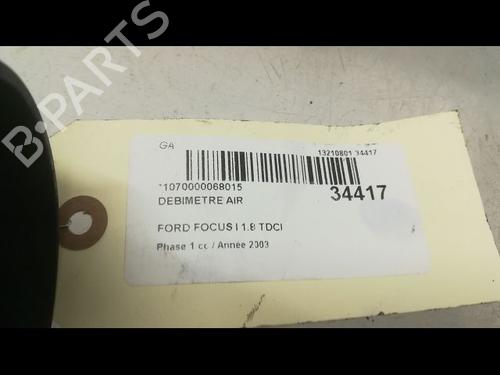 B-PARTS
GA
13210801 34417
*1070000068015
34417
DEBIMETRE AIR
FORD FOCUS I 1.8 TDCI
Phase 1 cc / Année 2003